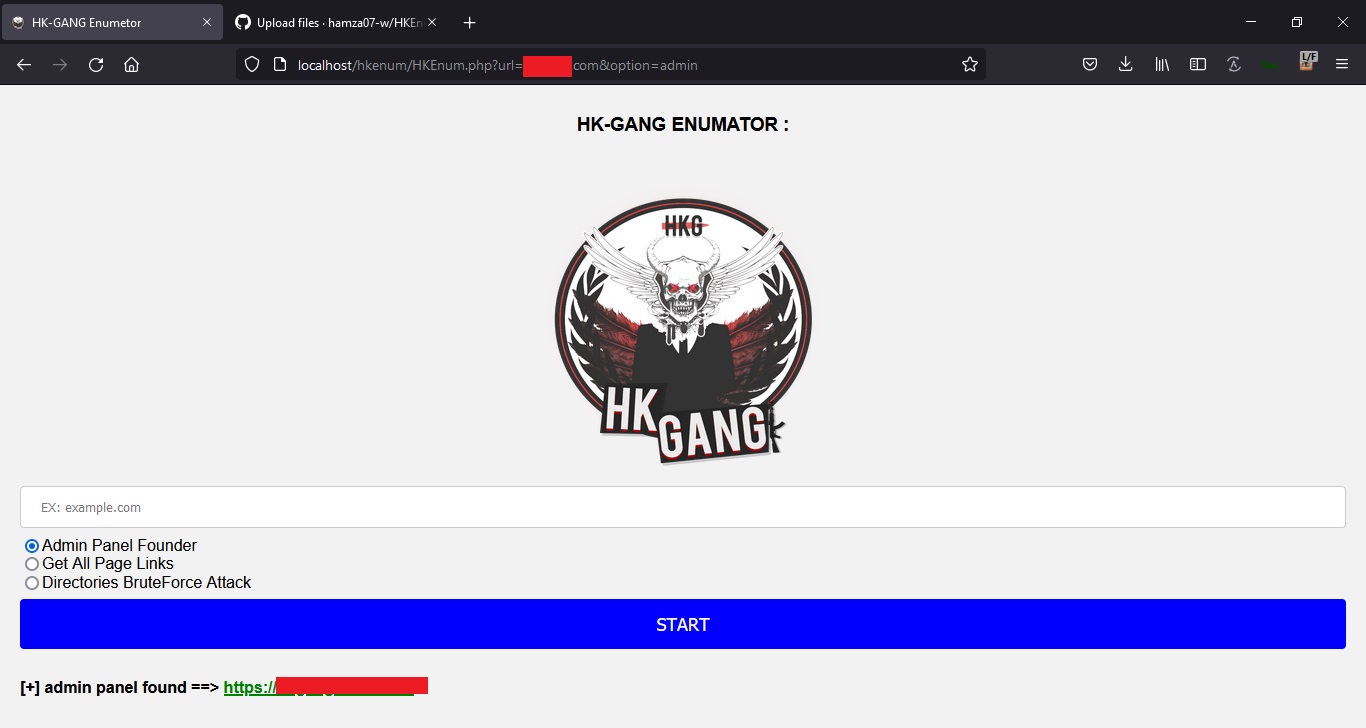 HK-GANG Enumetor
Upload files · hamza07-w/HKEn
localhost/hkenum/HKEnum.php?url= com&option=admin
L/F
HK-GANG ENUMATOR :
HKG
HK
GANG
EX: example.com
Admin Panel Founder
Get All Page Links
Directories BruteForce Attack
START
[+] admin panel found ==> https://